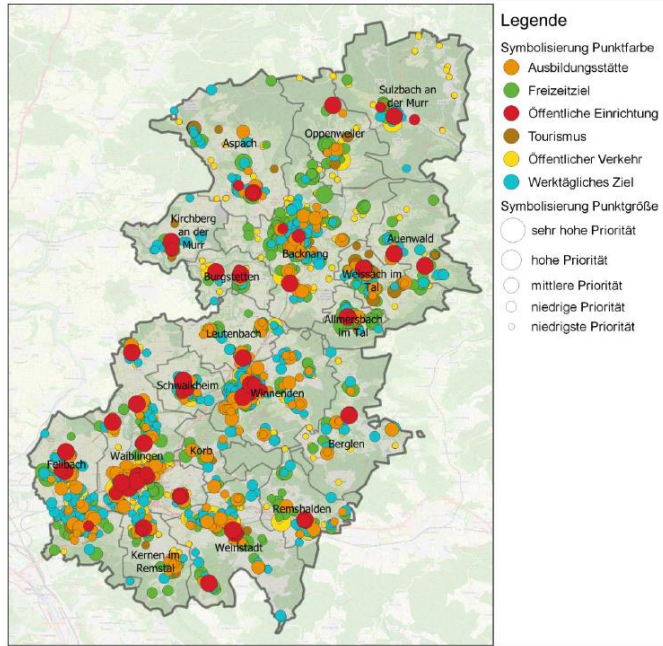 Legende
Symbolisierung Punktfarbe
Ausbildungsstätte
Freizeitziel
Öffentliche Einrichtung
Tourismus
Öffentlicher Verkehr
Werktägliches Ziel
Symbolisierung Punktgröße
sehr hohe Priorität
hohe Priorität
mittlere Priorität
niedrige Priorität
niedrigste Priorität
Sulzbach an
der Murr
Oppenweiler
Aspach
Kirchberg
an der
Murr
Auenwald
Backnang
Burgstetten
Weissach im
Tal
Allmersbach
im Tal
Leutenbach
Schwaikheim
Winnenden
Berglen
Korb
Waiblingen
Fellbach
Remshalden
Weinstadt
Kernen im
Remstal